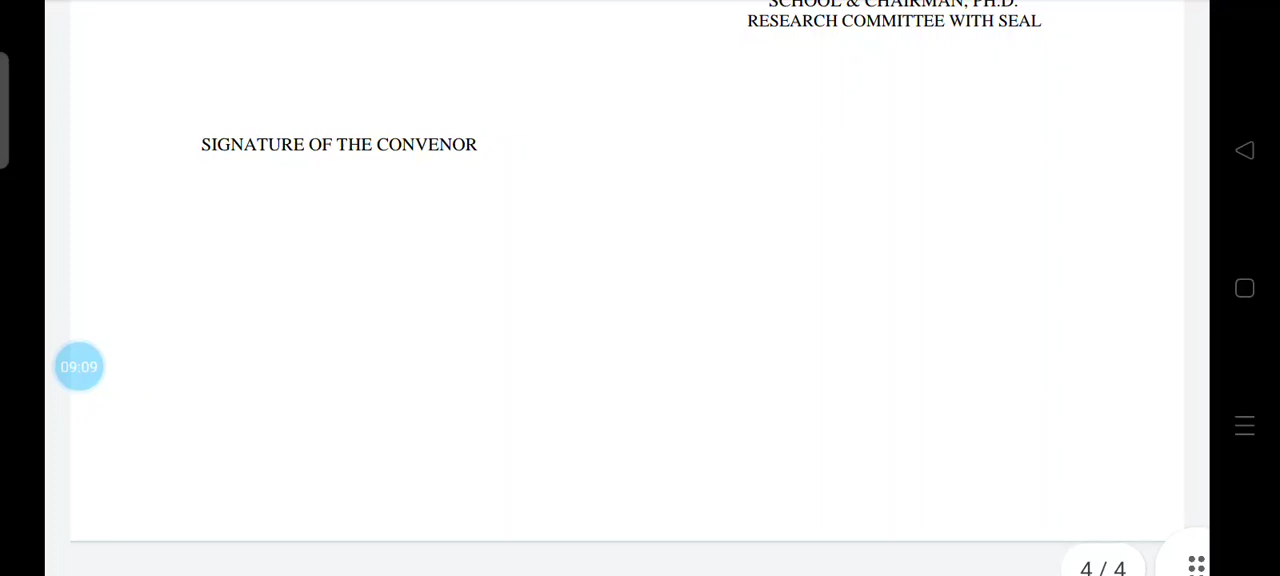 SCHOOL & CHAIRMAN, PH.D.
RESEARCH COMMITTEE WITH SEAL
SIGNATURE OF THE CONVENOR
09:09
4 / 4